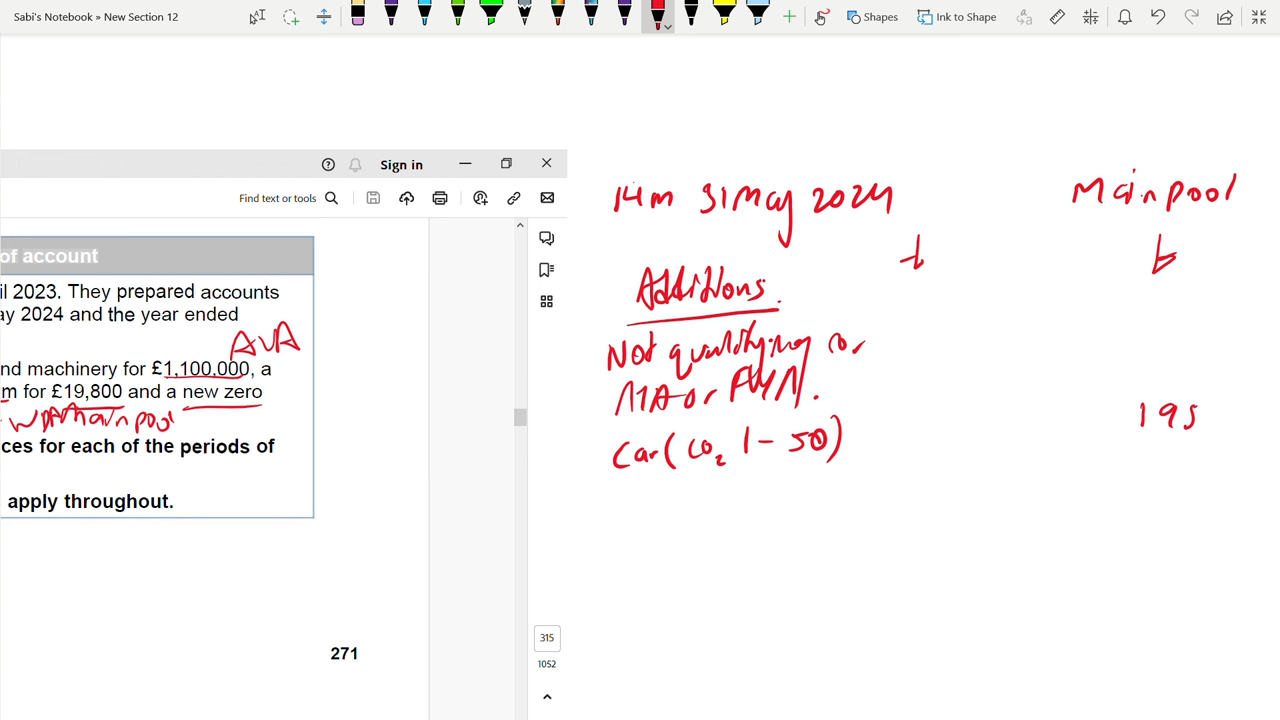 Sabi's Notebook » New Section 12
Shapes
Ink to Shape
Sign in
Find text or tools
of account
il 2023. They prepared accounts
ay 2024 and the year ended
AIA
nd machinery for £1,100,000, a
m for £19,800 and a new zero
WDA Main pool
ces for each of the periods of
apply throughout.
271
315
1052
14m 31 May 2024 Main pool
£ £
Additions
Not qualifying for
AIA or FYA.
Car (CO2 1-50) 195